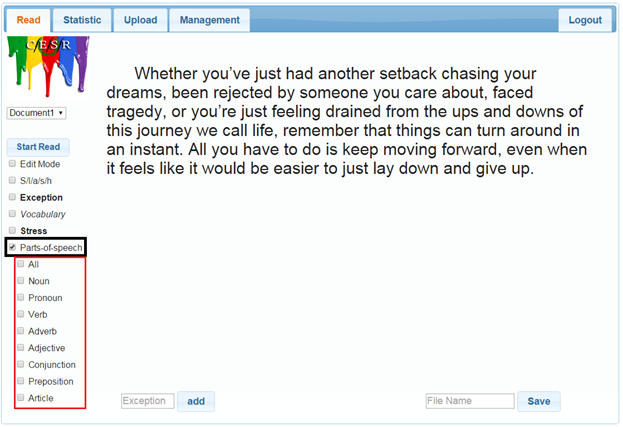 Read Statistic Upload Management Logout
C/E/S/R
Document1
Start Read
Edit Mode
S/l/a/s/h
Exception
Vocabulary
Stress
Parts-of-speech
All
Noun
Pronoun
Verb
Adverb
Adjective
Conjunction
Preposition
Article
Whether you've just had another setback chasing your
dreams, been rejected by someone you care about, faced
tragedy, or you're just feeling drained from the ups and downs of
this journey we call life, remember that things can turn around in
an instant. All you have to do is keep moving forward, even when
it feels like it would be easier to just lay down and give up.
Exception add File Name Save